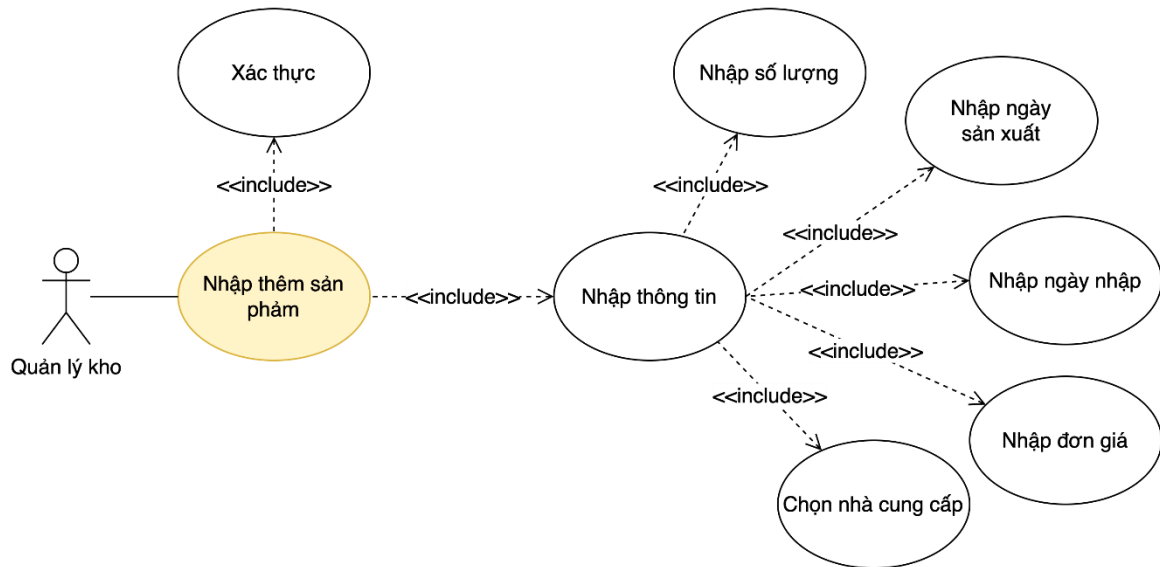 Xác thực
Nhập số lượng
Nhập ngày
sản xuất
<<include>>
<<include>>
<<include>>
Nhập thêm sản
phảm
<<include>>
Nhập thông tin
<<include>>
Nhập ngày nhập
Quản lý kho
<<include>>
<<include>>
Nhập đơn giá
Chọn nhà cung cấp